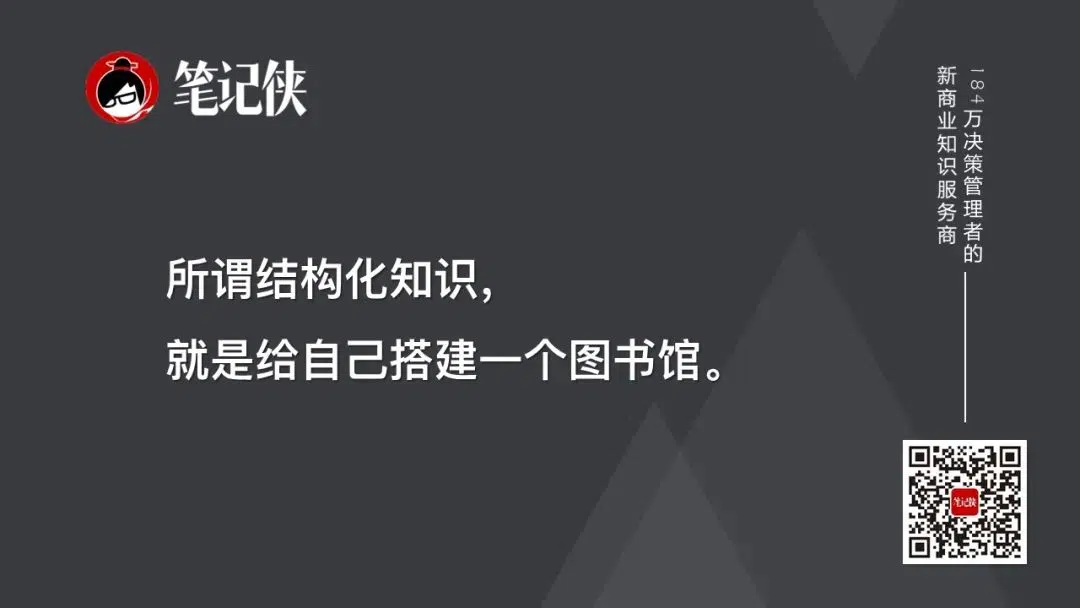 笔记侠
184万决策管理者的
新商业知识服务商
所谓结构化知识，
就是给自己搭建一个图书馆。
笔记侠